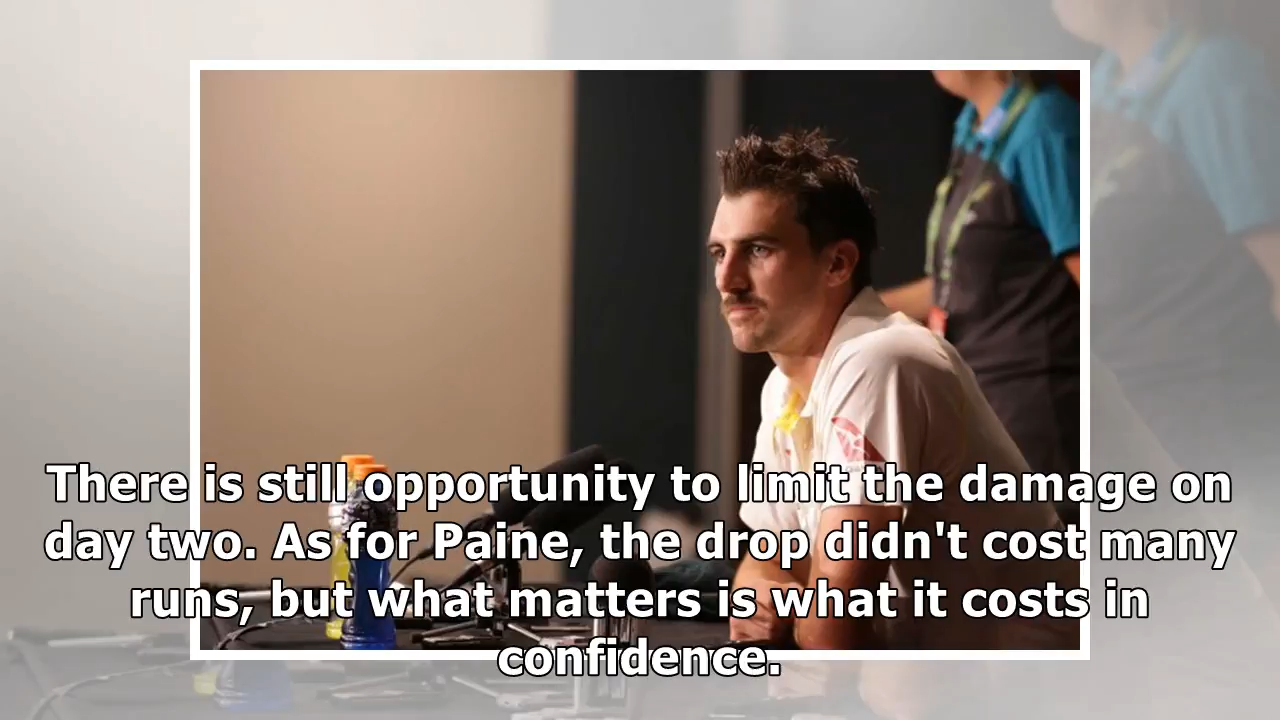 There is still opportunity to limit the damage on
day two. As for Paine, the drop didn't cost many
runs, but what matters is what it costs in
confidence.